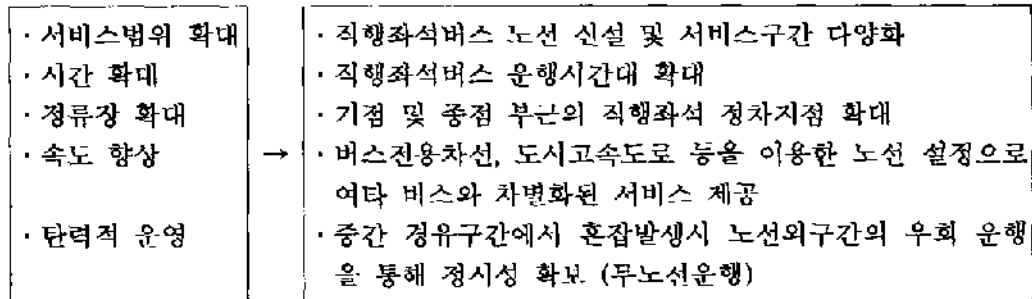 · 서비스범위 확대
· 시간 확대
· 정류장 확대
· 속도 향상
· 탄력적 운영
→
· 직행좌석버스 노선 신설 및 서비스구간 다양화
· 직행좌석버스 운행시간대 확대
· 기점 및 종점 부근의 직행좌석 정차지점 확대
· 버스전용차선, 도시고속도로 등을 이용한 노선 설정으로
여타 버스와 차별화된 서비스 제공
· 중간 경유구간에서 혼잡발생시 노선외구간의 우회 운행
을 통해 정시성 확보 (무노선운행)